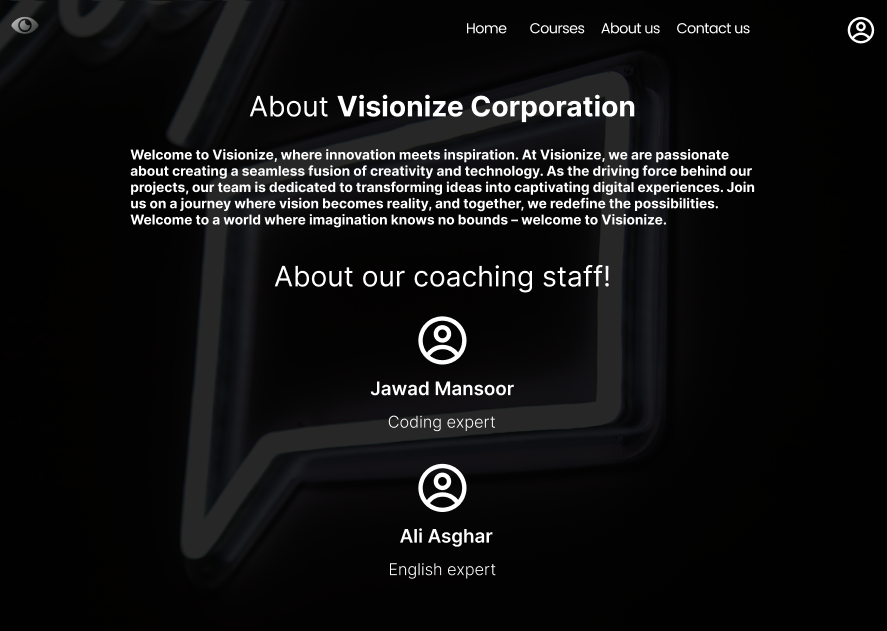 Home Courses About us Contact us
About Visionize Corporation
Welcome to Visionize, where innovation meets inspiration. At Visionize, we are passionate
about creating a seamless fusion of creativity and technology. As the driving force behind our
projects, our team is dedicated to transforming ideas into captivating digital experiences. Join
us on a journey where vision becomes reality, and together, we redefine the possibilities.
Welcome to a world where imagination knows no bounds – welcome to Visionize.
About our coaching staff!
Jawad Mansoor
Coding expert
Ali Asghar
English expert